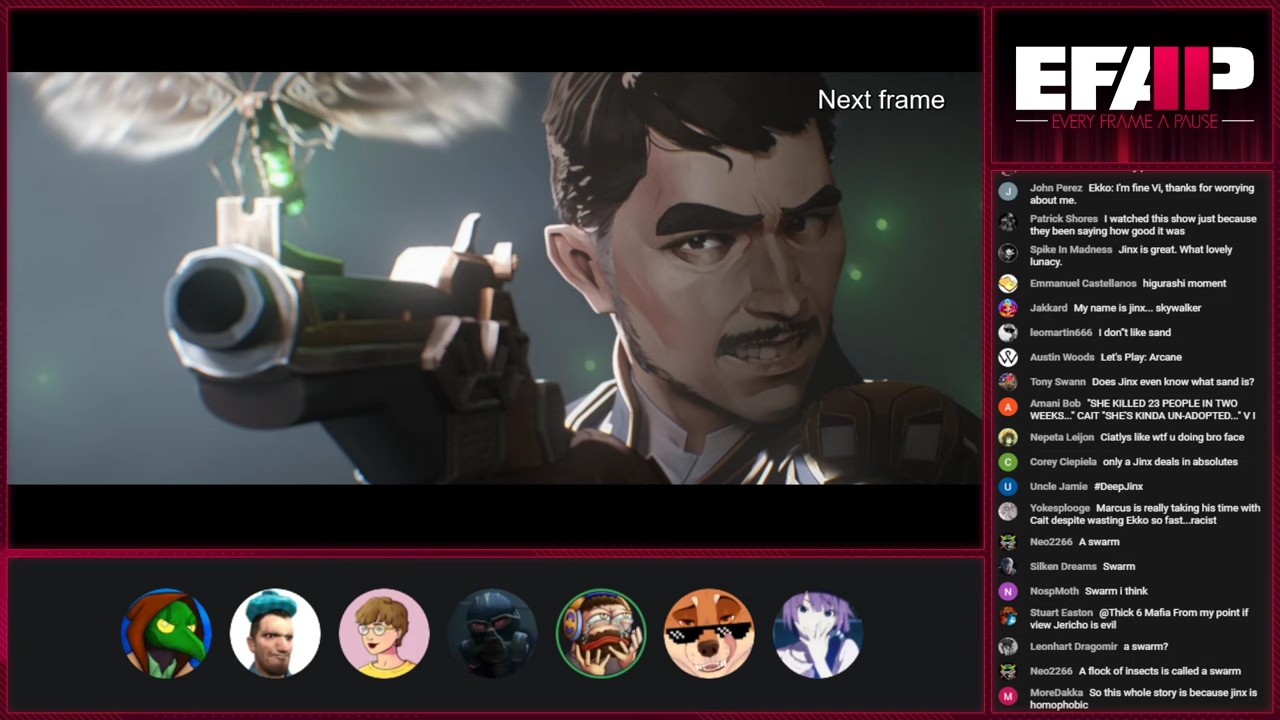 Next frame
EFAP
EVERY FRAME A PAUSE
J John Perez Ekko: I'm fine Vi, thanks for worrying
about me.
Patrick Shores I watched this show just because
they been saying how good it was
Spike In Madness Jinx is great. What lovely
lunacy.
Emmanuel Castellanos higurashi moment
Jakkard My name is jinx... skywalker
leomartin666 I don"t like sand
Austin Woods Let's Play: Arcane
Tony Swann Does Jinx even know what sand is?
A Amani Bob "SHE KILLED 23 PEOPLE IN TWO
WEEKS..." CAIT "SHE'S KINDA UN-ADOPTED..." V I
Nepeta Leijon Ciatlys like wtf u doing bro face
C Corey Ciepiela only a Jinx deals in absolutes
U Uncle Jamie #DeepJinx
Yokesplooge Marcus is really taking his time with
Cait despite wasting Ekko so fast...racist
Neo2266 A swarm
Silken Dreams Swarm
N NospMoth Swarm i think
Stuart Easton @Thick 6 Mafia From my point if
view Jericho is evil
Leonhart Dragomir a swarm?
Neo2266 A flock of insects is called a swarm
M MoreDakka So this whole story is because jinx is
homophobic